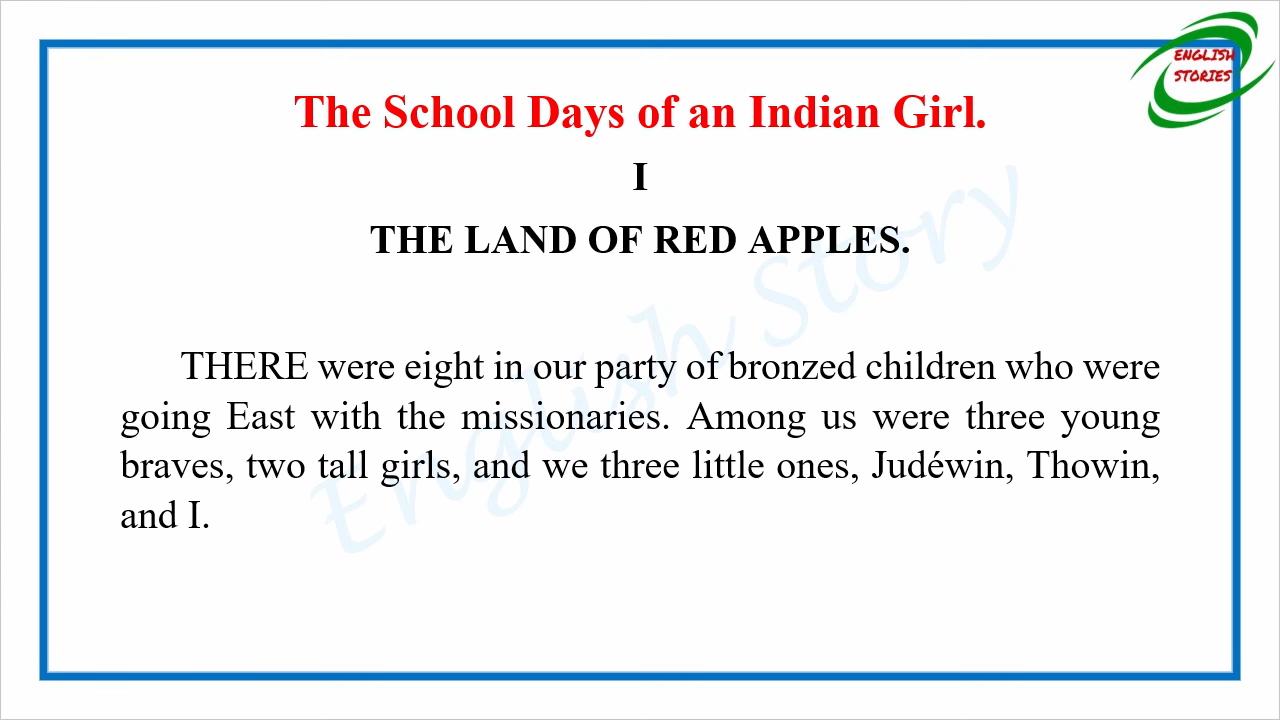 ENGLISH
STORIES
The School Days of an Indian Girl.
I
THE LAND OF RED APPLES.
THERE were eight in our party of bronzed children who were
going East with the missionaries. Among us were three young
braves, two tall girls, and we three little ones, Judéwin, Thowin,
and I.
English Story